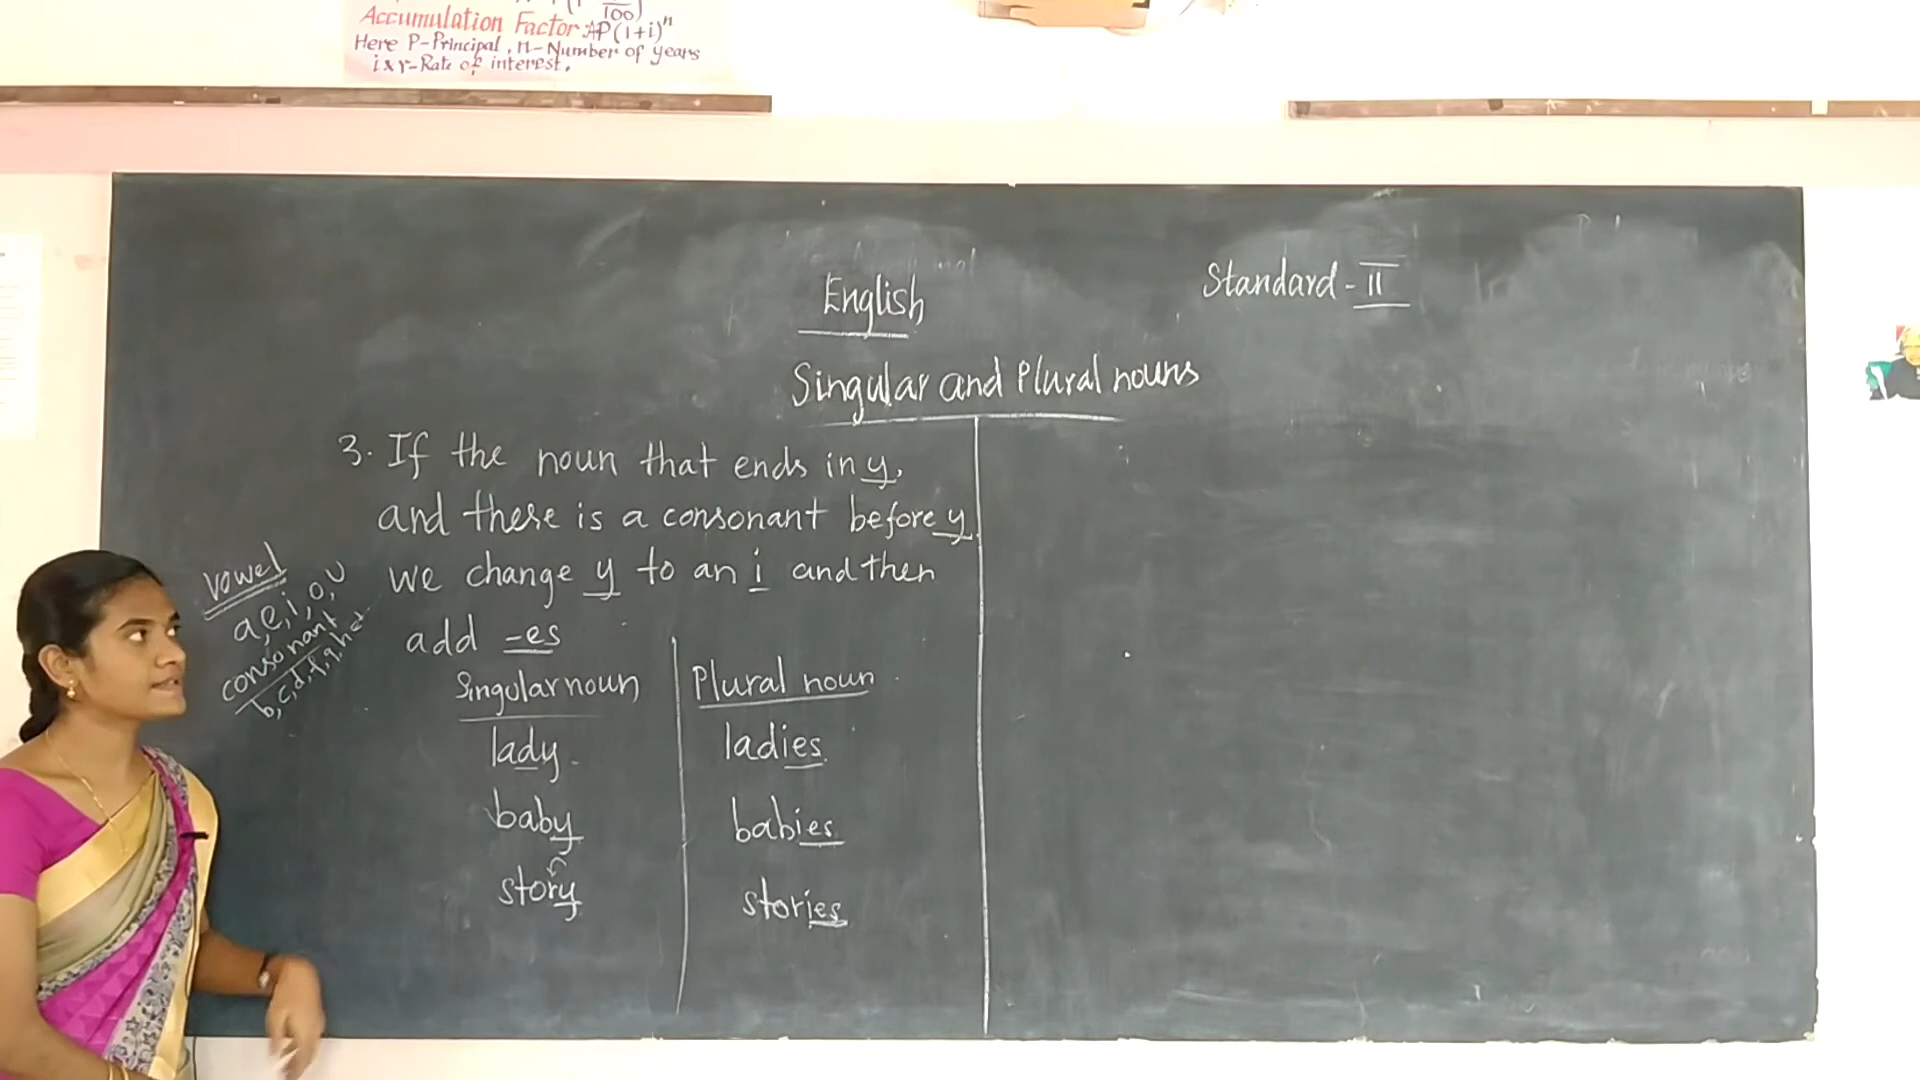 100)
Accumulation Factor: AP(1+i)^n
Here P-Principal, n-Number of years
i & r-Rate of interest.
English
Standard - II
Singular and Plural nouns
3. If the noun that ends in y,
and there is a consonant before y.
we change y to an i and then
add -es
vowel
a, e, i, o, u
consonant
b, c, d, f, g, h
Singular noun
Plural noun
lady
ladies
baby
babies
story
stories